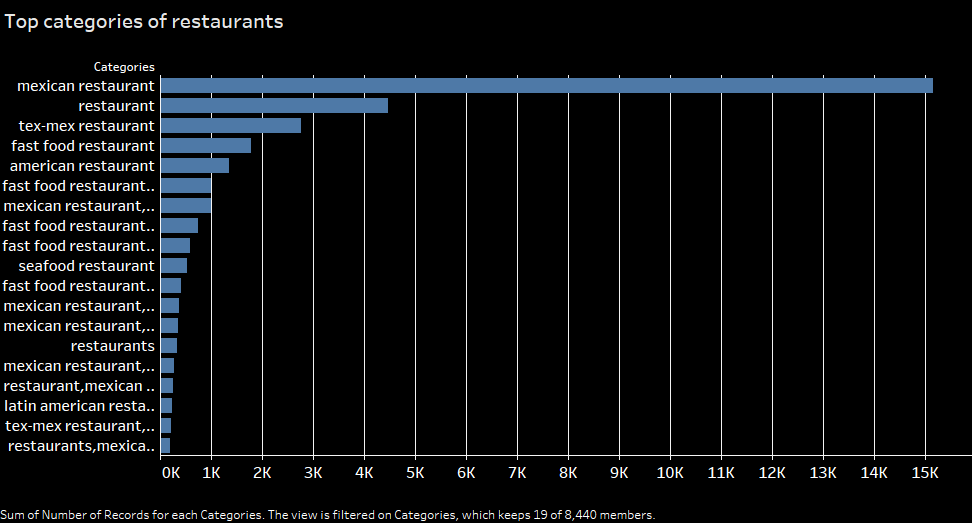 Top categories of restaurants
Categories
mexican restaurant
restaurant
tex-mex restaurant
fast food restaurant
american restaurant
fast food restaurant..
mexican restaurant,..
fast food restaurant..
fast food restaurant..
seafood restaurant
fast food restaurant..
mexican restaurant,..
mexican restaurant,..
restaurants
mexican restaurant,..
restaurant,mexican ..
latin american resta..
tex-mex restaurant,..
restaurants,mexica..
0K 1K 2K 3K 4K 5K 6K 7K 8K 9K 10K 11K 12K 13K 14K 15K
Sum of Number of Records for each Categories. The view is filtered on Categories, which keeps 19 of 8,440 members.